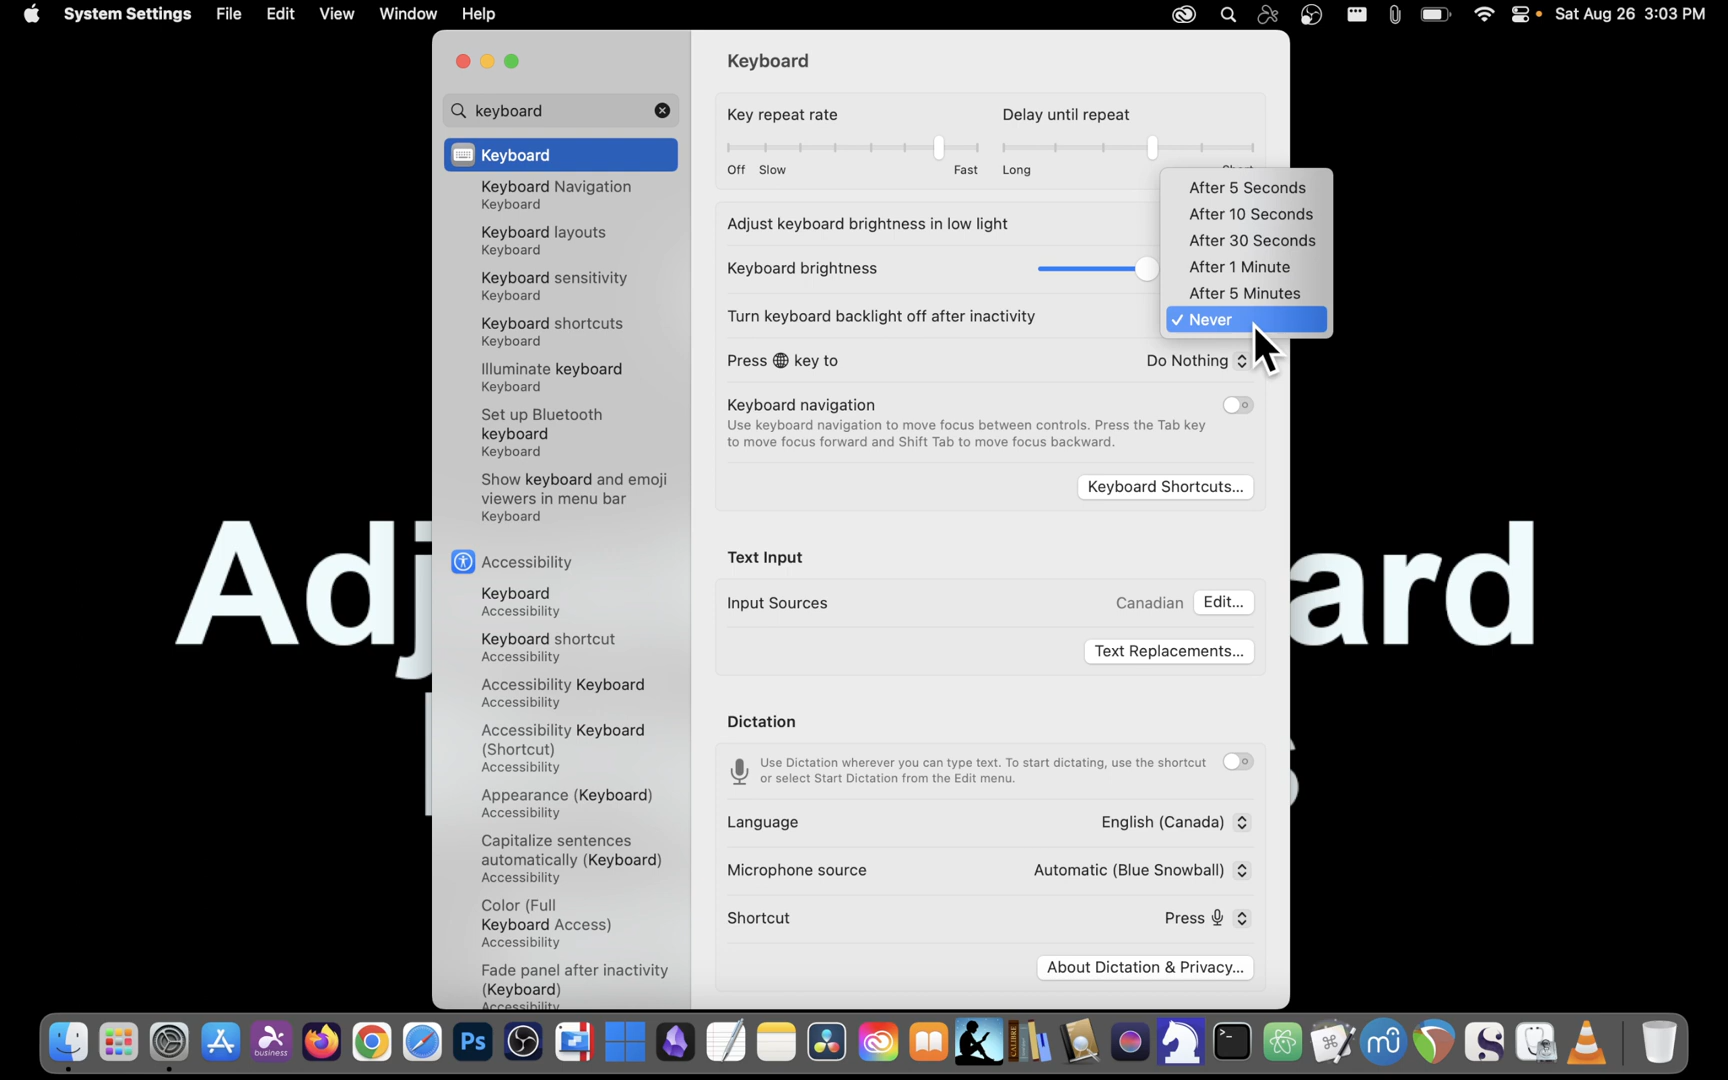 System Settings File Edit View Window Help
Sat Aug 26 3:03 PM
keyboard
Keyboard
Keyboard Navigation
Keyboard
Keyboard layouts
Keyboard
Keyboard sensitivity
Keyboard
Keyboard shortcuts
Keyboard
Illuminate keyboard
Keyboard
Set up Bluetooth
keyboard
Keyboard
Show keyboard and emoji
viewers in menu bar
Keyboard
Accessibility
Keyboard
Accessibility
Keyboard shortcut
Accessibility
Accessibility Keyboard
Accessibility
Accessibility Keyboard
(Shortcut)
Accessibility
Appearance (Keyboard)
Accessibility
Capitalize sentences
automatically (Keyboard)
Accessibility
Color (Full
Keyboard Access)
Accessibility
Fade panel after inactivity
(Keyboard)
Accessibility
Keyboard
Key repeat rate Delay until repeat
Off Slow Fast Long
After 5 Seconds
After 10 Seconds
After 30 Seconds
After 1 Minute
After 5 Minutes
✓ Never
Adjust keyboard brightness in low light
Keyboard brightness
Turn keyboard backlight off after inactivity
Press 🌐 key to Do Nothing
Keyboard navigation
Use keyboard navigation to move focus between controls. Press the Tab key
to move focus forward and Shift Tab to move focus backward.
Keyboard Shortcuts...
Text Input
Input Sources Canadian Edit...
Text Replacements...
Dictation
Use Dictation wherever you can type text. To start dictating, use the shortcut
or select Start Dictation from the Edit menu.
Language English (Canada)
Microphone source Automatic (Blue Snowball)
Shortcut Press
About Dictation & Privacy...
Adj ard
business
Ps
CALIBRE